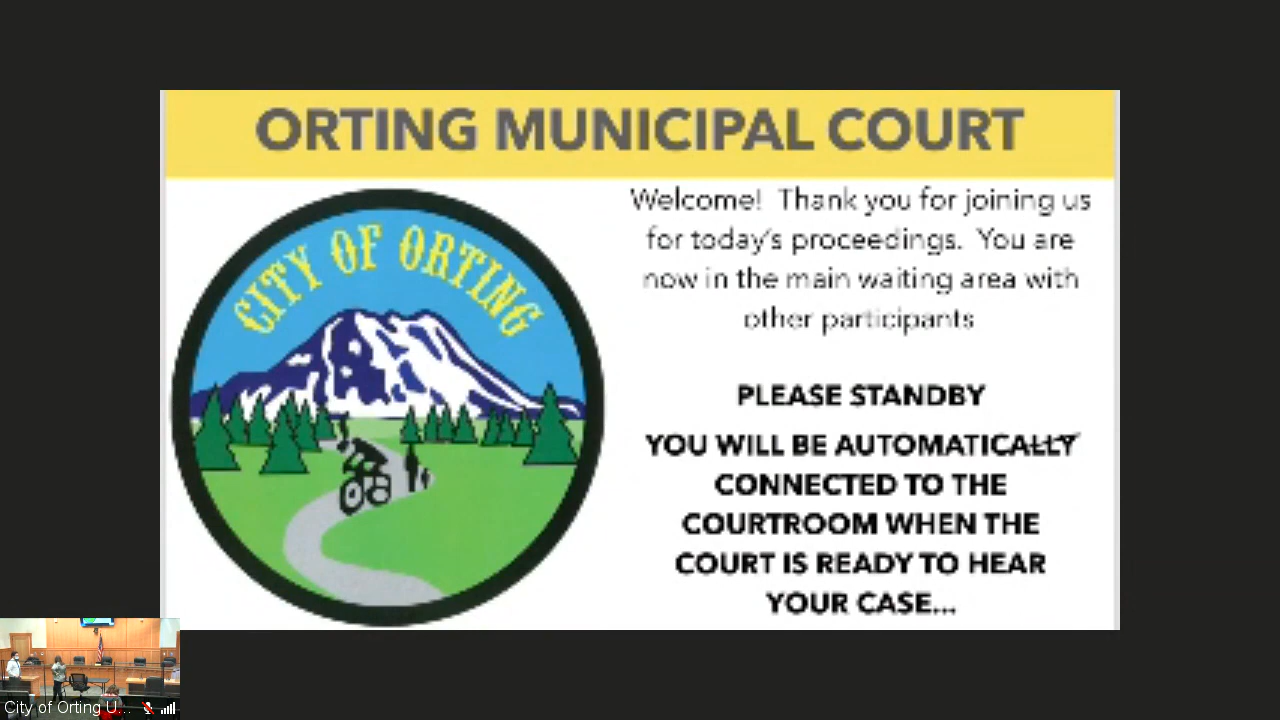 ORTING MUNICIPAL COURT
CITY OF ORTING
Welcome! Thank you for joining us
for today's proceedings. You are
now in the main waiting area with
other participants
PLEASE STANDBY
YOU WILL BE AUTOMATICALLY
CONNECTED TO THE
COURTROOM WHEN THE
COURT IS READY TO HEAR
YOUR CASE...
City of Orting U...